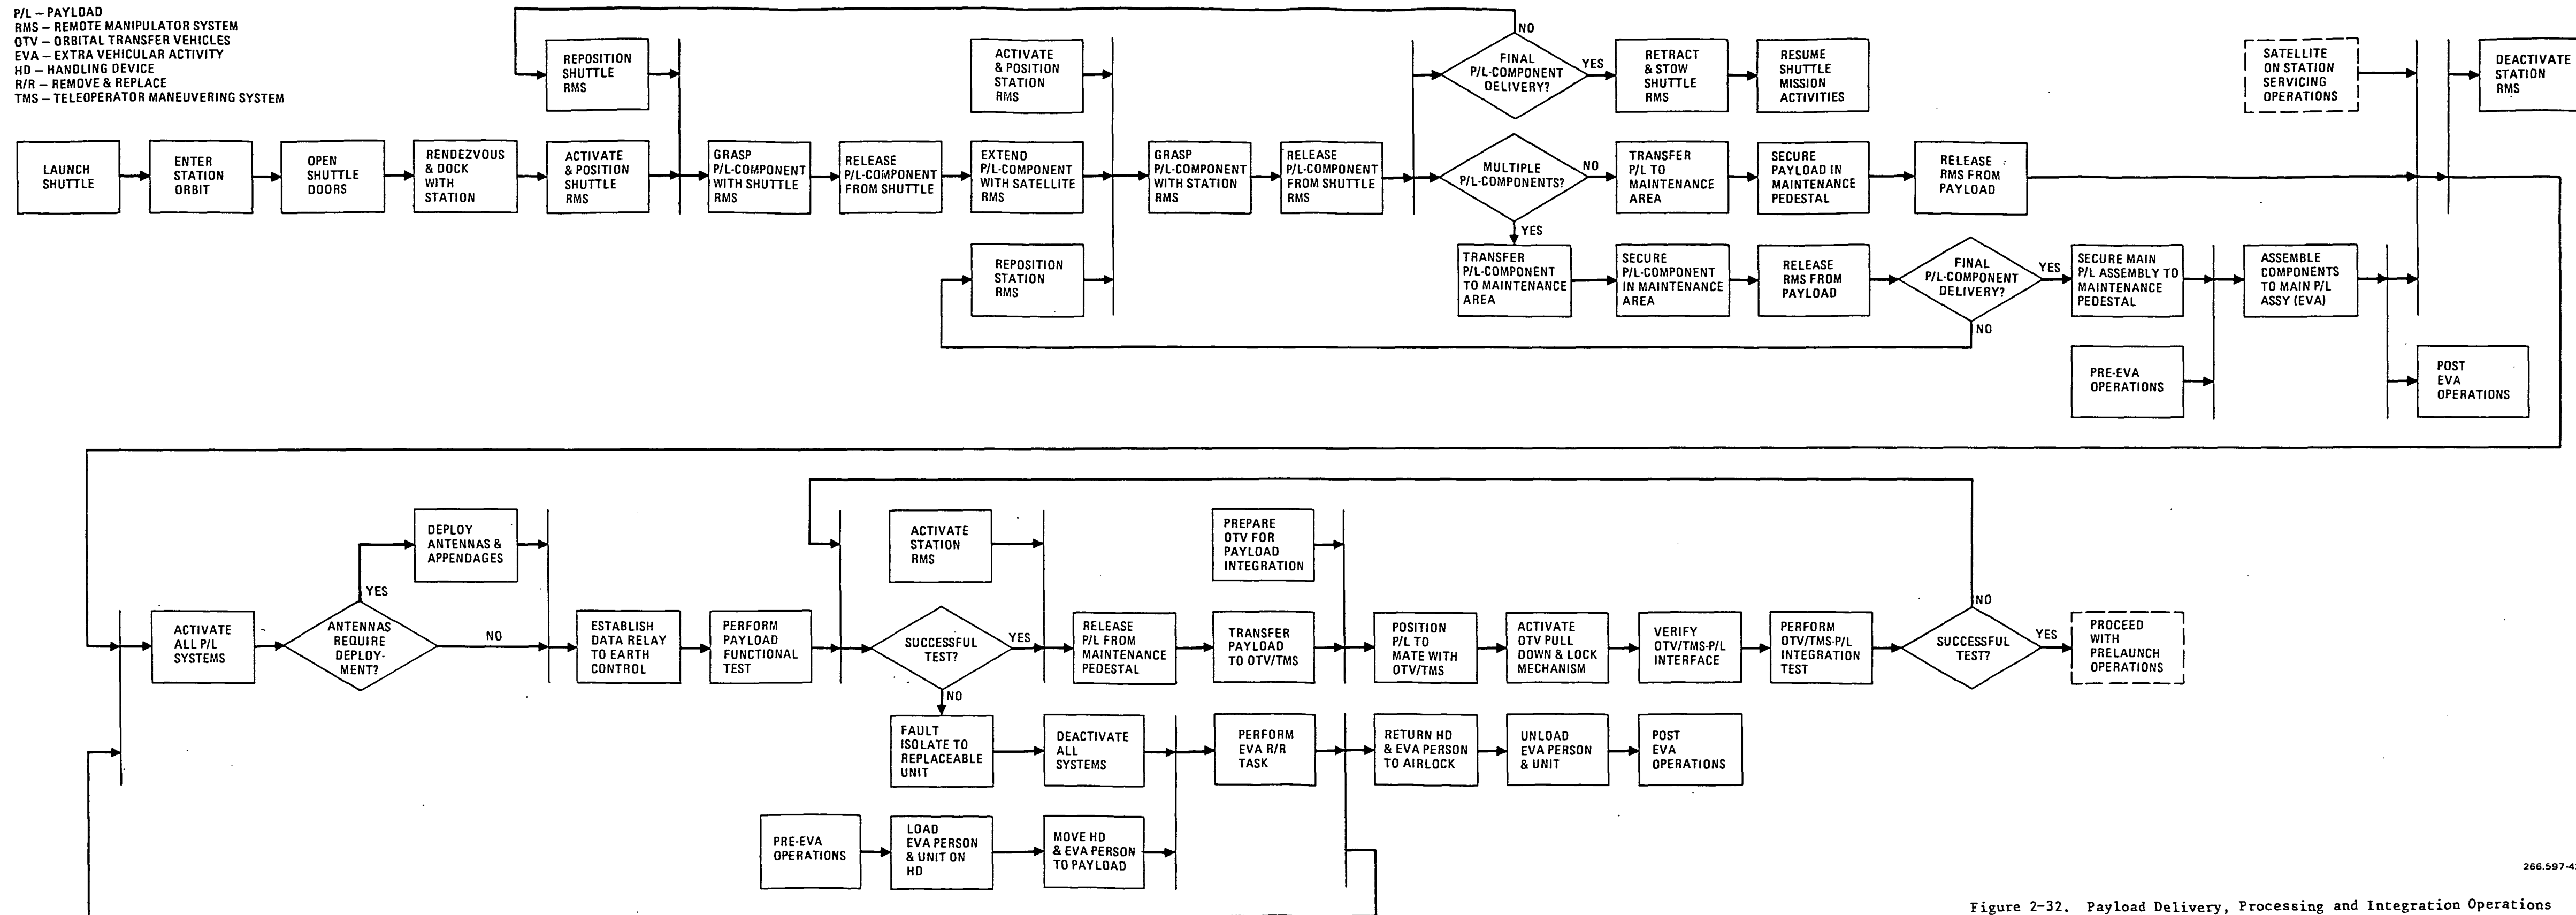 P/L – PAYLOAD
RMS – REMOTE MANIPULATOR SYSTEM
OTV – ORBITAL TRANSFER VEHICLES
EVA – EXTRA VEHICULAR ACTIVITY
HD – HANDLING DEVICE
R/R – REMOVE & REPLACE
TMS – TELEOPERATOR MANEUVERING SYSTEM
REPOSITION
SHUTTLE
RMS
ACTIVATE
& POSITION
STATION
RMS
NO
FINAL
P/L-COMPONENT
DELIVERY?
YES
RETRACT
& STOW
SHUTTLE
RMS
RESUME
SHUTTLE
MISSION
ACTIVITIES
SATELLITE
ON STATION
SERVICING
OPERATIONS
DEACTIVATE
STATION
RMS
LAUNCH
SHUTTLE
ENTER
STATION
ORBIT
OPEN
SHUTTLE
DOORS
RENDEZVOUS
& DOCK
WITH
STATION
ACTIVATE
& POSITION
SHUTTLE
RMS
GRASP
P/L-COMPONENT
WITH SHUTTLE
RMS
RELEASE
P/L-COMPONENT
FROM SHUTTLE
EXTEND
P/L-COMPONENT
WITH SATELLITE
RMS
GRASP
P/L-COMPONENT
WITH STATION
RMS
RELEASE
P/L-COMPONENT
FROM SHUTTLE
RMS
MULTIPLE
P/L-COMPONENTS?
NO
TRANSFER
P/L TO
MAINTENANCE
AREA
SECURE
PAYLOAD IN
MAINTENANCE
PEDESTAL
RELEASE
RMS FROM
PAYLOAD
YES
REPOSITION
STATION
RMS
TRANSFER
P/L-COMPONENT
TO MAINTENANCE
AREA
SECURE
P/L-COMPONENT
IN MAINTENANCE
AREA
RELEASE
RMS FROM
PAYLOAD
FINAL
P/L-COMPONENT
DELIVERY?
YES
NO
SECURE MAIN
P/L ASSEMBLY TO
MAINTENANCE
PEDESTAL
ASSEMBLE
COMPONENTS
TO MAIN P/L
ASSY (EVA)
PRE-EVA
OPERATIONS
POST
EVA
OPERATIONS
DEPLOY
ANTENNAS &
APPENDAGES
ACTIVATE
STATION
RMS
PREPARE
OTV FOR
PAYLOAD
INTEGRATION
YES
NO
ACTIVATE
ALL P/L
SYSTEMS
ANTENNAS
REQUIRE
DEPLOY-
MENT?
NO
ESTABLISH
DATA RELAY
TO EARTH
CONTROL
PERFORM
PAYLOAD
FUNCTIONAL
TEST
SUCCESSFUL
TEST?
YES
RELEASE
P/L FROM
MAINTENANCE
PEDESTAL
TRANSFER
PAYLOAD
TO OTV/TMS
POSITION
P/L TO
MATE WITH
OTV/TMS
ACTIVATE
OTV PULL
DOWN & LOCK
MECHANISM
VERIFY
OTV/TMS-P/L
INTERFACE
PERFORM
OTV/TMS-P/L
INTEGRATION
TEST
SUCCESSFUL
TEST?
YES
PROCEED
WITH
PRELAUNCH
OPERATIONS
NO
FAULT
ISOLATE TO
REPLACEABLE
UNIT
DEACTIVATE
ALL
SYSTEMS
PERFORM
EVA R/R
TASK
RETURN HD
& EVA PERSON
TO AIRLOCK
UNLOAD
EVA PERSON
& UNIT
POST
EVA
OPERATIONS
PRE-EVA
OPERATIONS
LOAD
EVA PERSON
& UNIT ON
HD
MOVE HD
& EVA PERSON
TO PAYLOAD
Figure 2-32. Payload Delivery, Processing and Integration Operations